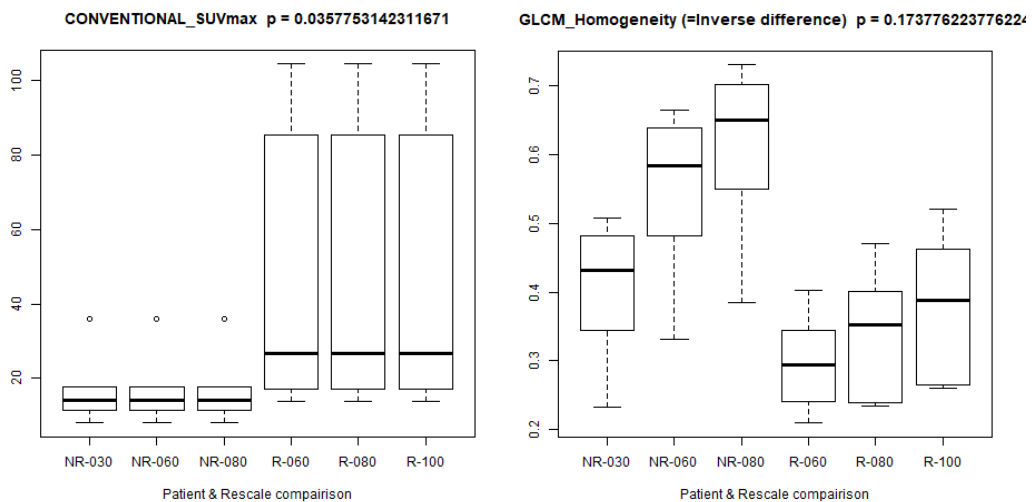 CONVENTIONAL_SUVmax p = 0.0357753142311671
100
80
60
40
20
NR-030 NR-060 NR-080 R-060 R-080 R-100
Patient & Rescale compairison
GLCM_Homogeneity (=Inverse difference) p = 0.173776223776224
0.7
0.6
0.5
0.4
0.3
0.2
NR-030 NR-060 NR-080 R-060 R-080 R-100
Patient & Rescale compairison